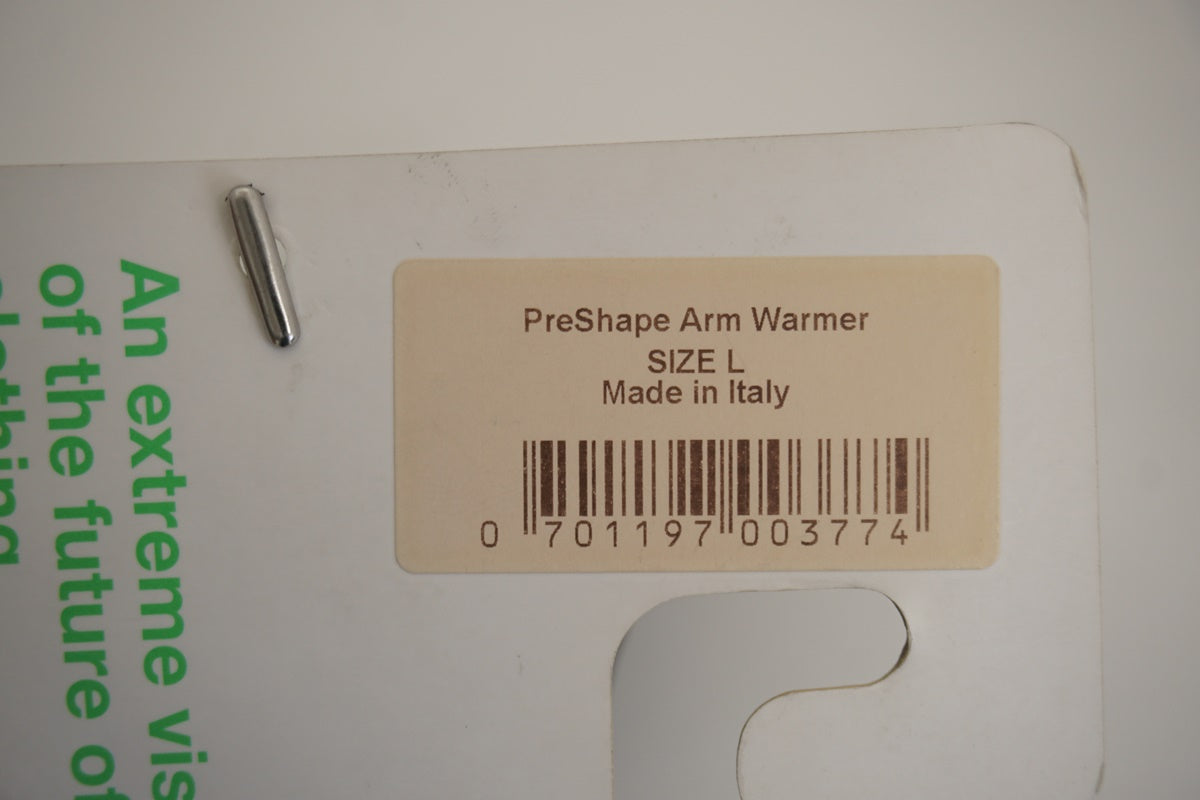 PreShape Arm Warmer
SIZE L
Made in Italy
0 701197 003774
An extreme vis
of the future of